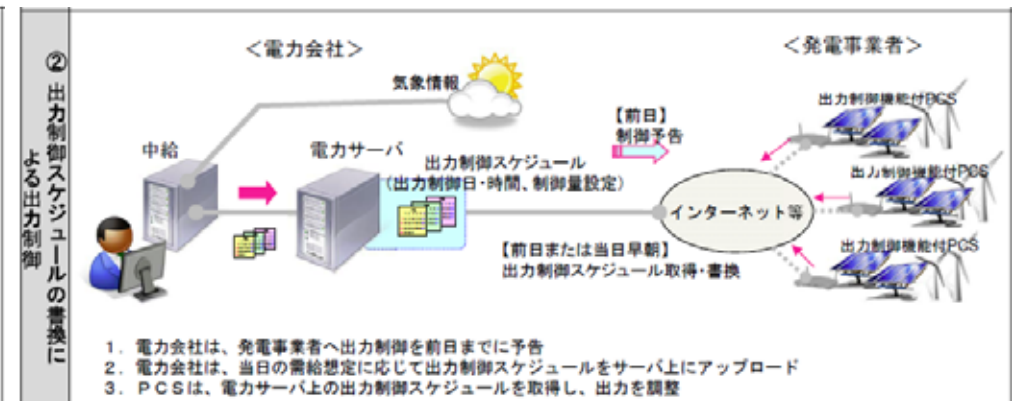 ② 出力制御スケジュールの書換に
よる出力制御
＜電力会社＞
＜発電事業者＞
気象情報
出力制御機能付PCS
【前日】
制御予告
中給
電力サーバ
出力制御スケジュール
（出力制御日・時間、制御量設定）
出力制御機能付PCS
インターネット等
【前日または当日早朝】
出力制御スケジュール取得・書換
出力制御機能付PCS
1．電力会社は、発電事業者へ出力制御を前日までに予告
2．電力会社は、当日の需給想定に応じて出力制御スケジュールをサーバ上にアップロード
3．ＰＣＳは、電力サーバ上の出力制御スケジュールを取得し、出力を調整